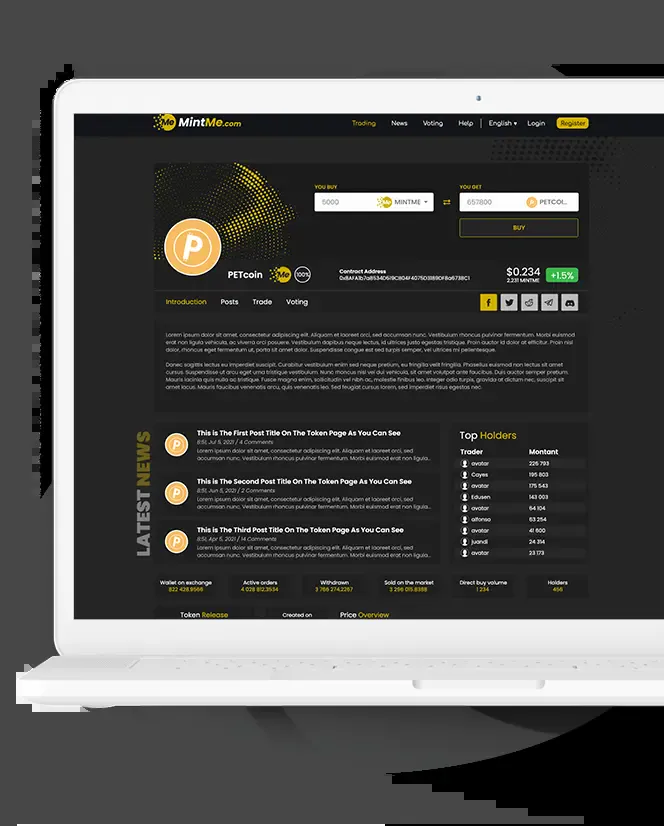 Me MintMe.com
Trading News Voting Help English Login Register
YOU BUY YOU GET
5000 MINTME 657800 PETCOI...
BUY
PETcoin Me 100%
Contract Address
$0.234 +1.5%
2.231 MINTME
Introduction Posts Trade Voting
Lorem ipsum dolor sit amet, consectetur adipiscing elit. Aliquam et laoreet orci, sed accumsan nunc. Vestibulum rhoncus pulvinar fermentum. Morbi euismod
erat non ligula vehicula, ac viverra orci posuere. Vestibulum dapibus neque lectus, id ultrices justo egestas tristique. Proin auctor id dolor at efficitur. Proin nisl
dolor, rhoncus eget fermentum ut, porta sit amet dolor. Suspendisse congue est sed turpis semper, vel ultrices mi pellentesque.
Donec sagittis lectus eu imperdiet suscipit. Curabitur vestibulum enim sed neque pretium, eu fringilla velit fringilla. Phasellus euismod non lectus sit amet
cursus. Suspendisse ut arcu eget urna tristique vestibulum. Nunc rhoncus nisl vel dui vehicula, sit amet volutpat ante faucibus. Duis auctor semper pretium.
Mauris lacinia quis nulla ac tristique. Fusce magna enim, sollicitudin vel nibh ac, molestie finibus leo. Integer odio turpis, gravida at dictum nec, suscipit sit
amet lacus. Mauris faucibus venenatis arcu, quis venenatis leo. Sed feugiat cursus lorem, sed imperdiet risus egestas nec.
LATEST NEWS
This is The First Post Title On The Token Page As You Can See
8:51, Jul 5, 2021 / 4 Comments
Lorem ipsum dolor sit amet, consectetur adipiscing elit. Aliquam et laoreet orci, sed
accumsan nunc. Vestibulum rhoncus pulvinar fermentum. Morbi euismod erat non ligula...
This is The Second Post Title On The Token Page As You Can See
8:51, Jun 5, 2021 / 2 Comments
Lorem ipsum dolor sit amet, consectetur adipiscing elit. Aliquam et laoreet orci, sed
accumsan nunc. Vestibulum rhoncus pulvinar fermentum. Morbi euismod erat non ligula...
This is The Third Post Title On The Token Page As You Can See
8:51, Apr 5, 2021 / 14 Comments
Lorem ipsum dolor sit amet, consectetur adipiscing elit. Aliquam et laoreet orci, sed
accumsan nunc. Vestibulum rhoncus pulvinar fermentum. Morbi euismod erat non ligula...
Top Holders
Trader Montant
avatar 226 793
Cayes 195 803
avatar 175 543
Edusen 143 003
avatar 64 104
alfonso 53 254
avatar 41 600
juandl 24 314
avatar 23 173
Wallet on exchange Active orders Withdrawn Sold on the market Direct buy volume Holders
822 428.9566 4 028 812.3534 3 766 274.2267 3 296 015.8388 1 234 466
Token Release Created on Price Overview